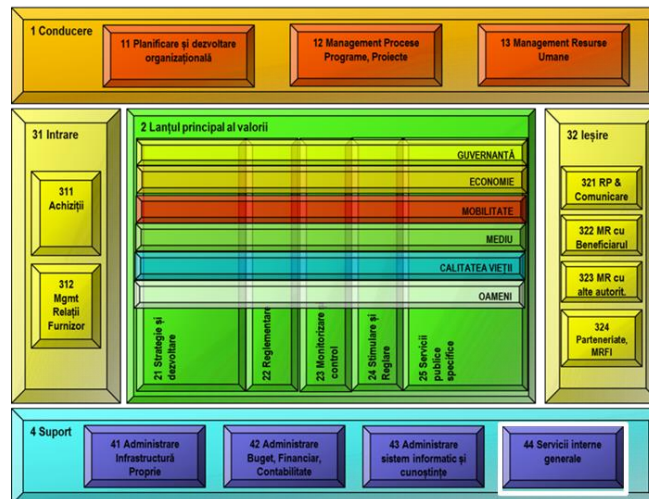 1 Conducere
11 Planificare și dezvoltare
organizațională
12 Management Procese
Programe, Proiecte
13 Management Resurse
Umane
31 Intrare
311
Achiziții
312
Mgmt
Relații
Furnizor
2 Lanțul principal al valorii
GUVERNANȚĂ
ECONOMIE
MOBILITATE
MEDIU
CALITATEA VIEȚII
OAMENI
21 Strategie și
dezvoltare
22 Reglementare
23 Monitorizare și
control
24 Stimulare și
Reglare
25 Servicii
publice
specifice
32 Ieșire
321 RP &
Comunicare
322 MR cu
Beneficiarul
323 MR cu
alte autorit.
324
Parteneriate,
MRFI
4 Suport
41 Administrare
Infrastructură
Proprie
42 Administrare
Buget, Financiar,
Contabilitate
43 Administrare
sistem informatic și
cunoștințe
44 Servicii interne
generale